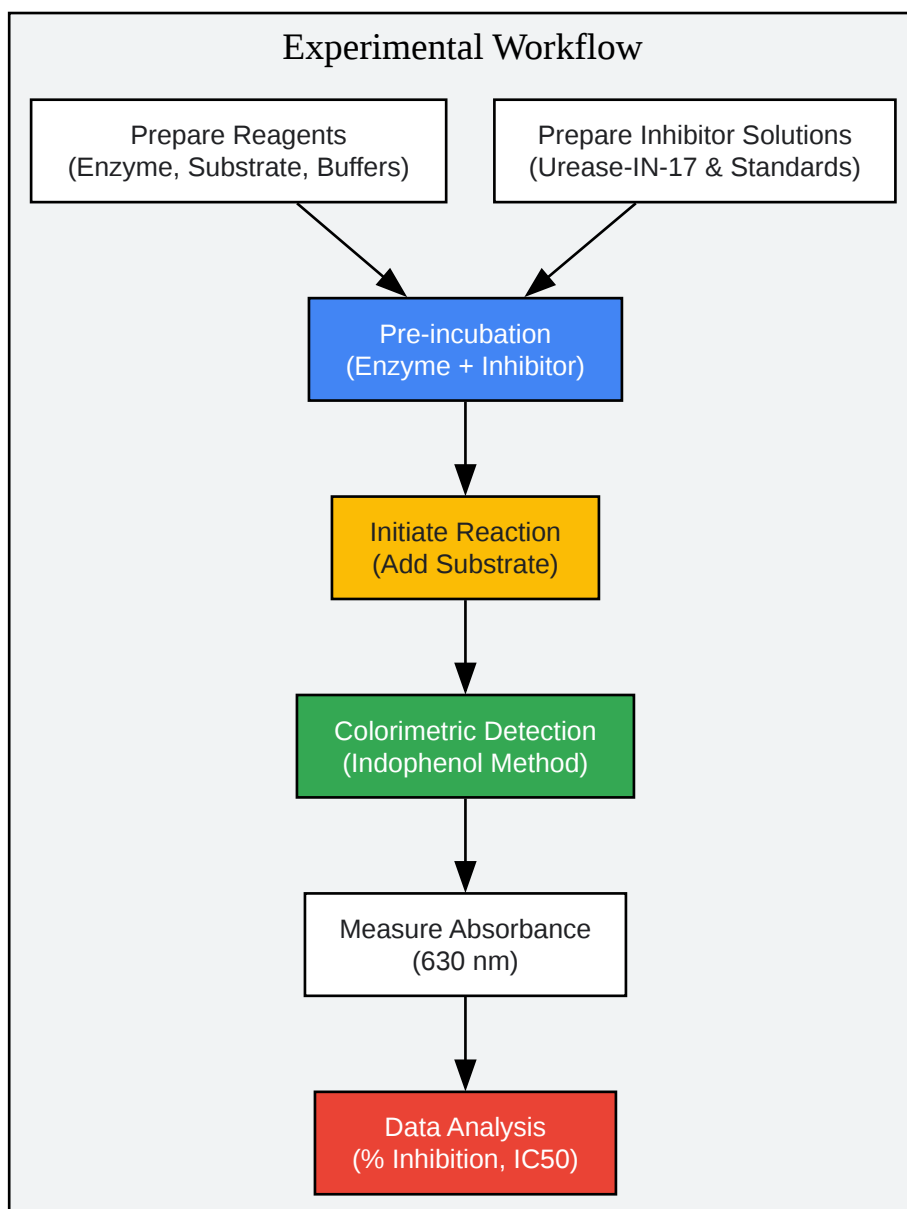 Experimental Workflow
Prepare Reagents
(Enzyme, Substrate, Buffers)
Prepare Inhibitor Solutions
(Urease-IN-17 & Standards)
Pre-incubation
(Enzyme + Inhibitor)
Initiate Reaction
(Add Substrate)
Colorimetric Detection
(Indophenol Method)
Measure Absorbance
(630 nm)
Data Analysis
(% Inhibition, IC50)